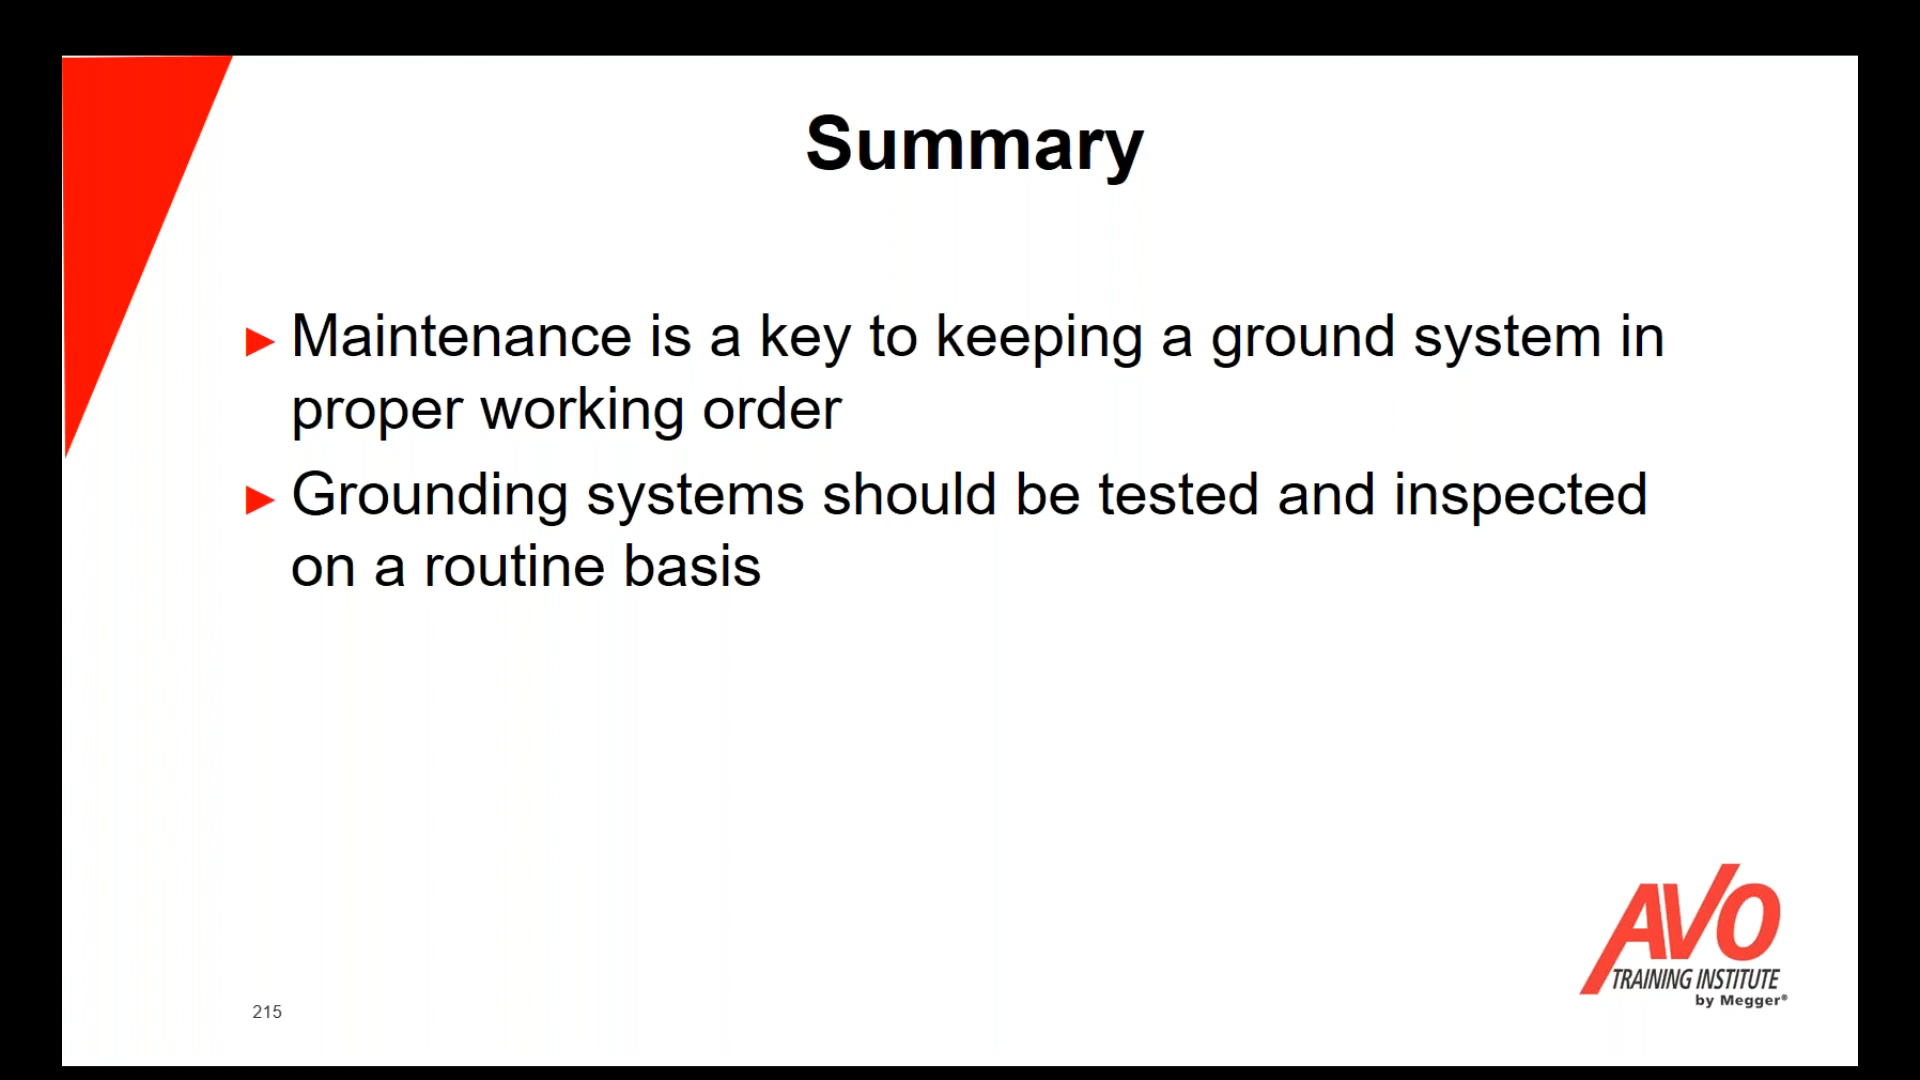 Summary
► Maintenance is a key to keeping a ground system in
proper working order
► Grounding systems should be tested and inspected
on a routine basis
215
AVO
TRAINING INSTITUTE
by Megger®